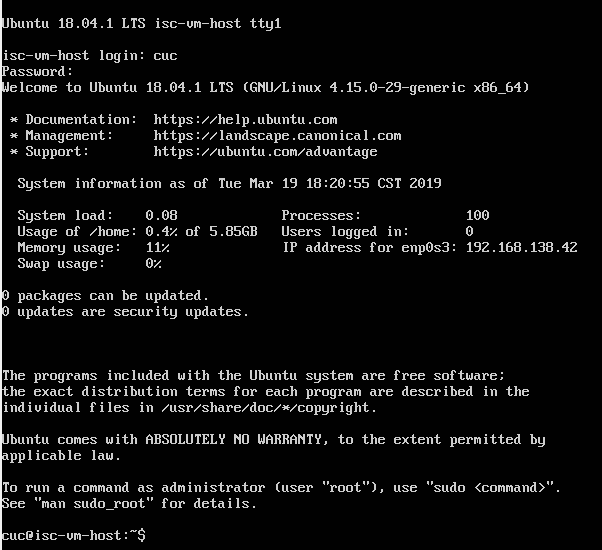 Ubuntu 18.04.1 LTS isc-vm-host tty1
isc-vm-host login: cuc
Password:
Welcome to Ubuntu 18.04.1 LTS (GNU/Linux 4.15.0-29-generic x86_64)
* Documentation:  https://help.ubuntu.com
* Management:     https://landscape.canonical.com
* Support:        https://ubuntu.com/advantage
System information as of Tue Mar 19 18:20:55 CST 2019
System load:    0.08             Processes:           100
Usage of /home: 0.4% of 5.85GB   Users logged in:     0
Memory usage:   11%              IP address for enp0s3: 192.168.138.42
Swap usage:     0%
0 packages can be updated.
0 updates are security updates.
The programs included with the Ubuntu system are free software;
the exact distribution terms for each program are described in the
individual files in /usr/share/doc/*/copyright.
Ubuntu comes with ABSOLUTELY NO WARRANTY, to the extent permitted by
applicable law.
To run a command as administrator (user "root"), use "sudo <command>".
See "man sudo_root" for details.
cuc@isc-vm-host:~$